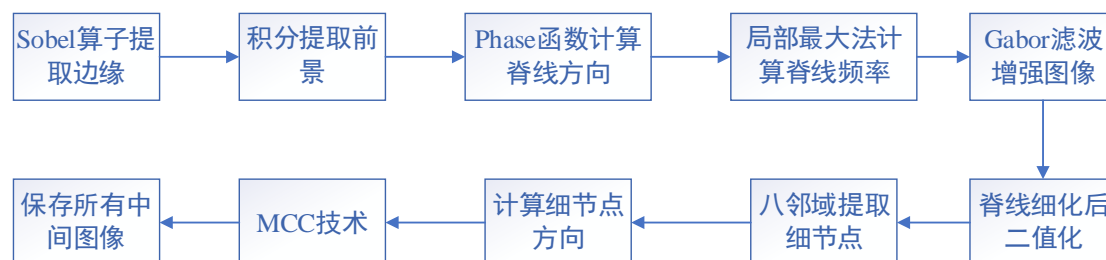 Sobel算子提
取边缘
积分提取前
景
Phase函数计算
脊线方向
局部最大法计
算脊线频率
Gabor滤波
增强图像
脊线细化后
二值化
八邻域提取
细节点
计算细节点
方向
MCC技术
保存所有中
间图像